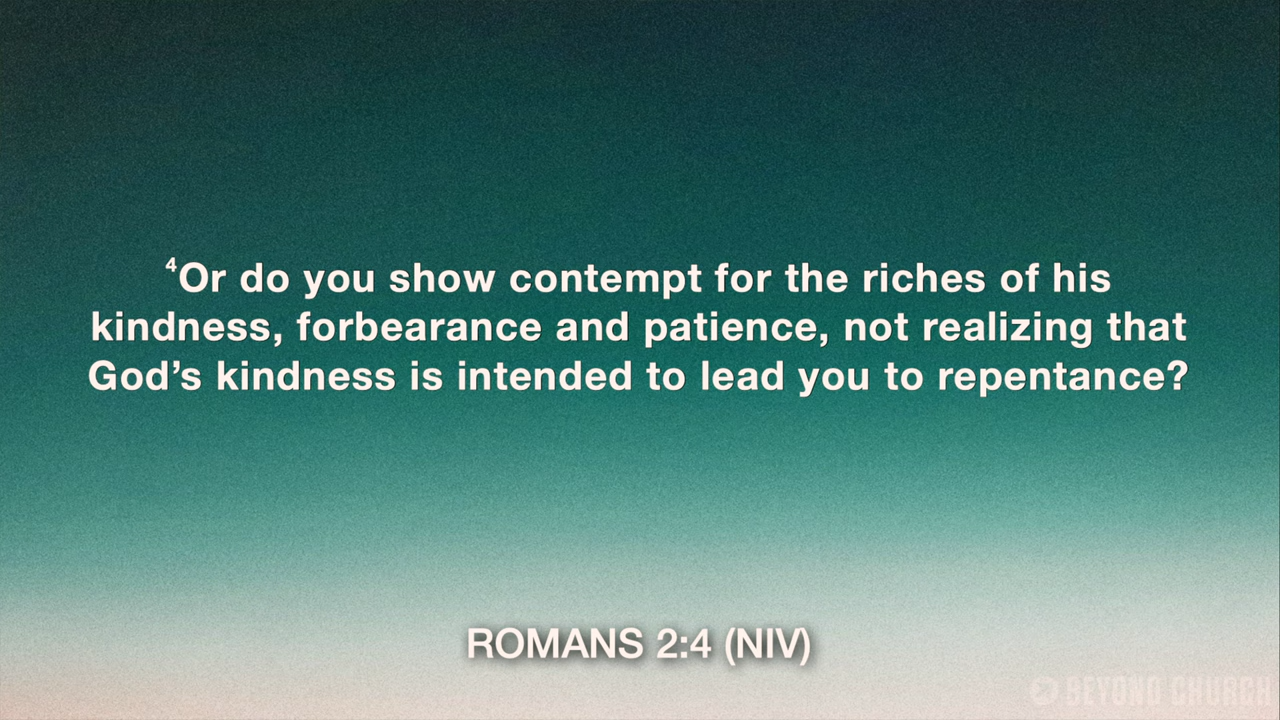 ⁴Or do you show contempt for the riches of his
kindness, forbearance and patience, not realizing that
God’s kindness is intended to lead you to repentance?
ROMANS 2:4 (NIV)
BEYOND CHURCH